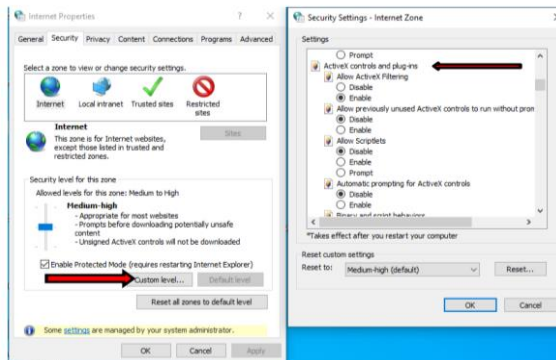 Internet Properties
? X
General Security Privacy Content Connections Programs Advanced
Select a zone to view or change security settings.
Internet Local intranet Trusted sites Restricted
sites
Internet
This zone is for Internet websites,
except those listed in trusted and
restricted zones.
Sites
Security level for this zone
Allowed levels for this zone: Medium to High
Medium-high
- Appropriate for most websites
- Prompts before downloading potentially unsafe
content
- Unsigned ActiveX controls will not be downloaded
Enable Protected Mode (requires restarting Internet Explorer)
Custom level... Default level
Reset all zones to default level
Some settings are managed by your system administrator.
OK Cancel Apply
Security Settings - Internet Zone
Settings
Prompt
ActiveX controls and plug-ins
Allow ActiveX Filtering
Disable
Enable
Allow previously unused ActiveX controls to run without prom
Disable
Enable
Allow Scriptlets
Disable
Enable
Prompt
Automatic prompting for ActiveX controls
Disable
Enable
Binary and script behaviors
*Takes effect after you restart your computer
Reset custom settings
Reset to: Medium-high (default) Reset...
OK Cancel